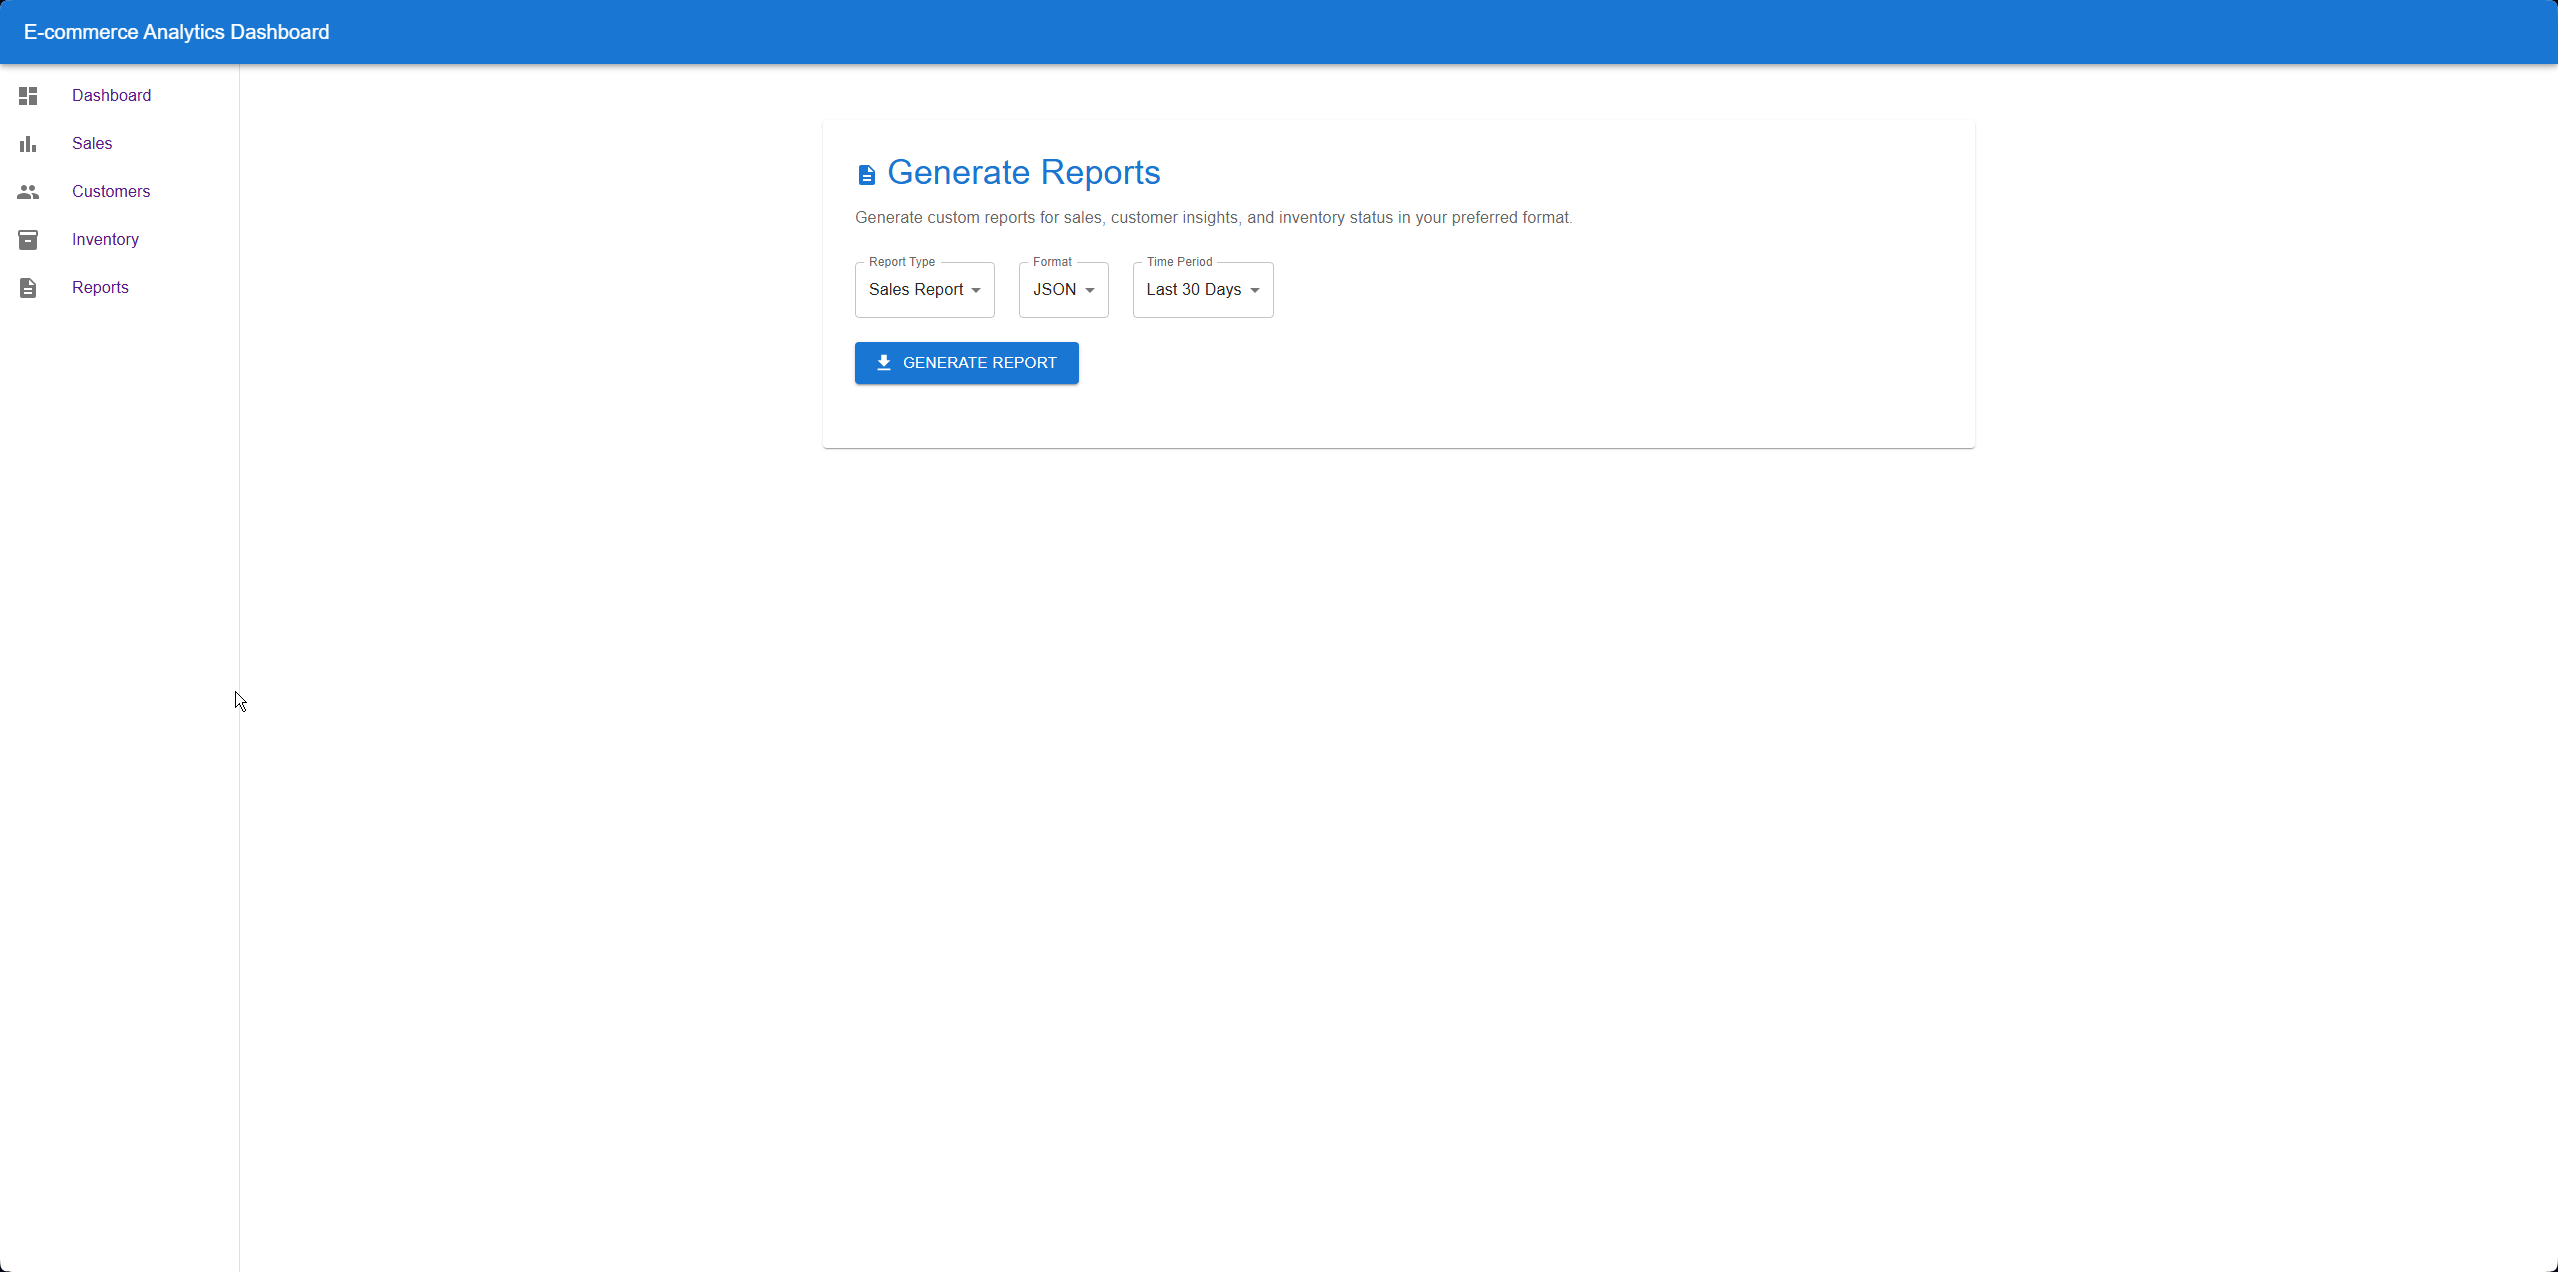 E-commerce Analytics Dashboard
Dashboard
Sales
Customers
Inventory
Reports
Generate Reports
Generate custom reports for sales, customer insights, and inventory status in your preferred format.
Report Type Format Time Period
Sales Report JSON Last 30 Days
GENERATE REPORT